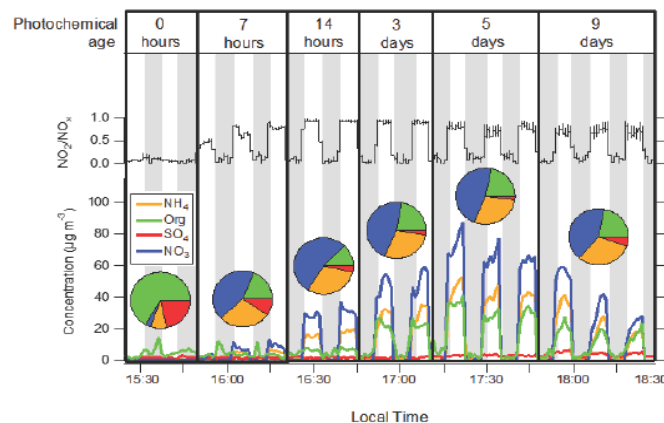 Photochemical age
0 hours
7 hours
14 hours
3 days
5 days
9 days
NO₂/NOₓ
1.0
0.5
0.0
Concentration (µg m⁻³)
100
80
60
40
20
0
NH₄
Org
SO₄
NO₃
15:30
16:00
15:30
17:00
17:30
18:00
18:30
Local Time